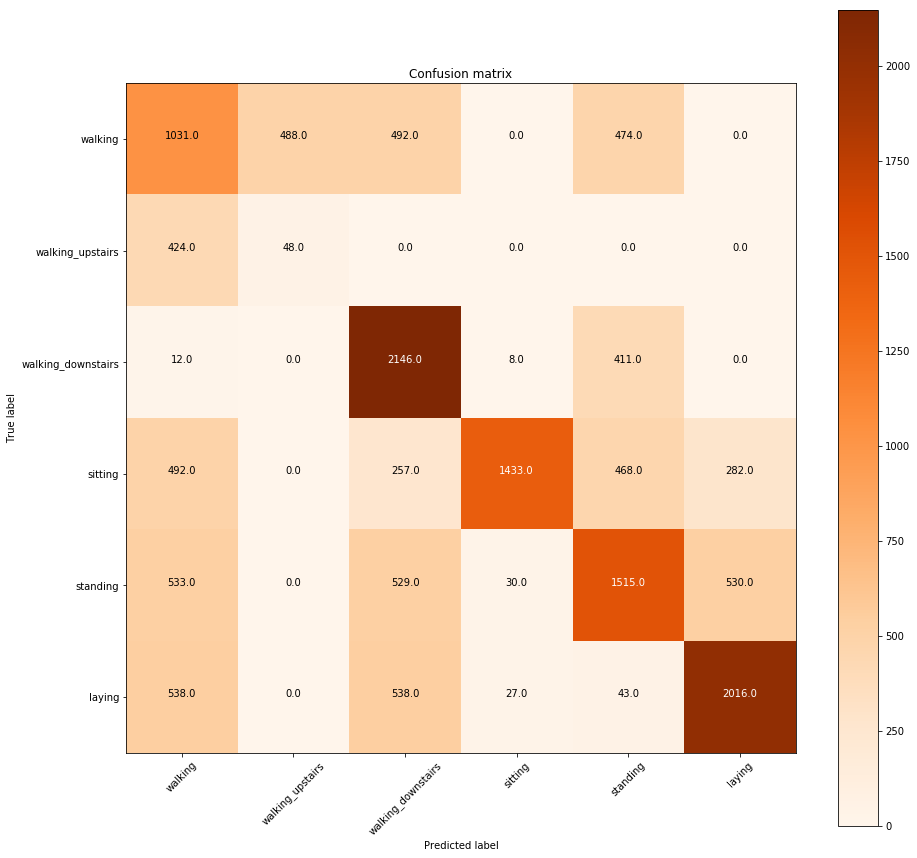 Confusion matrix
True label
walking 1031.0 488.0 492.0 0.0 474.0 0.0
walking_upstairs 424.0 48.0 0.0 0.0 0.0 0.0
walking_downstairs 12.0 0.0 2146.0 8.0 411.0 0.0
sitting 492.0 0.0 257.0 1433.0 468.0 282.0
standing 533.0 0.0 529.0 30.0 1515.0 530.0
laying 538.0 0.0 538.0 27.0 43.0 2016.0
walking walking_upstairs walking_downstairs sitting standing laying
Predicted label
2000
1750
1500
1250
1000
750
500
250
0